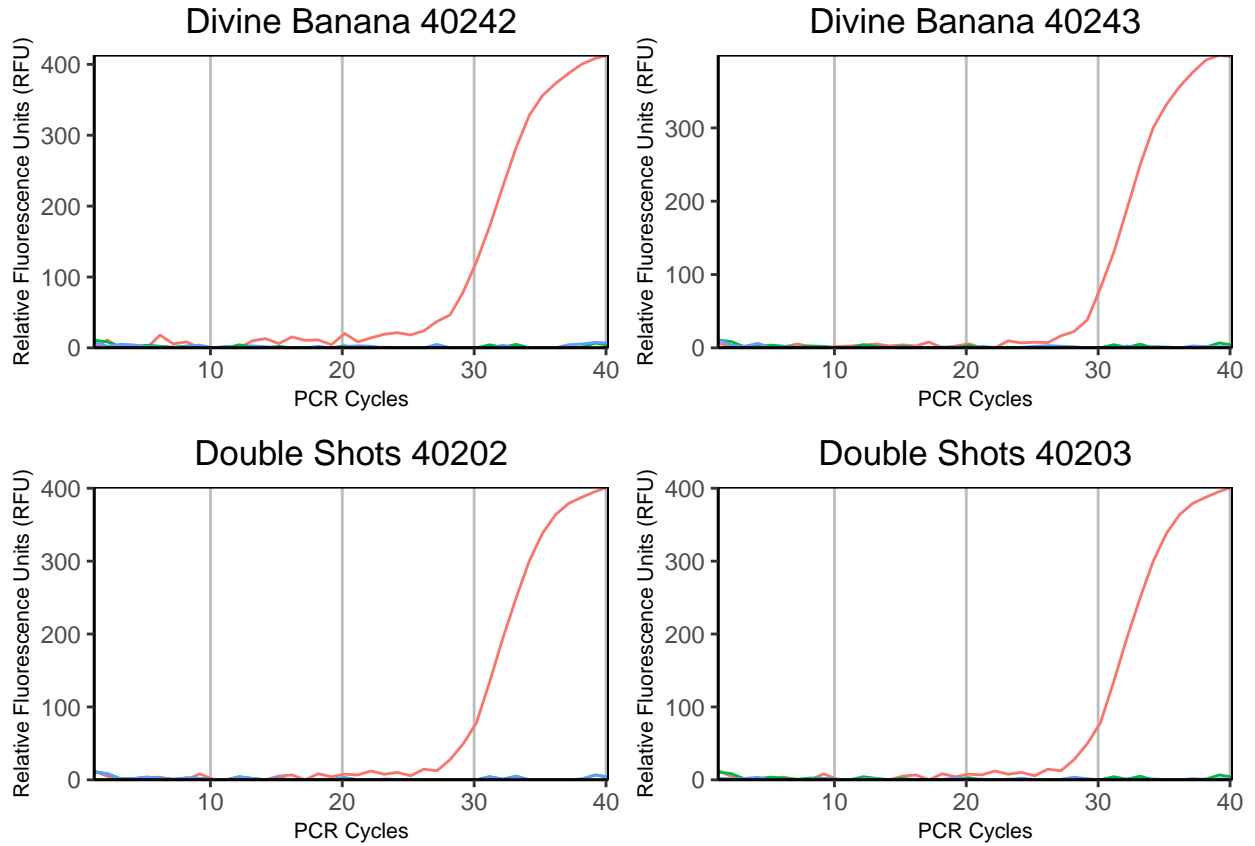 Divine Banana 40242
Relative Fluorescence Units (RFU)
400
300
200
100
0
10 20 30 40
PCR Cycles
Divine Banana 40243
Relative Fluorescence Units (RFU)
300
200
100
0
10 20 30 40
PCR Cycles
Double Shots 40202
Relative Fluorescence Units (RFU)
400
300
200
100
0
10 20 30 40
PCR Cycles
Double Shots 40203
Relative Fluorescence Units (RFU)
400
300
200
100
0
10 20 30 40
PCR Cycles